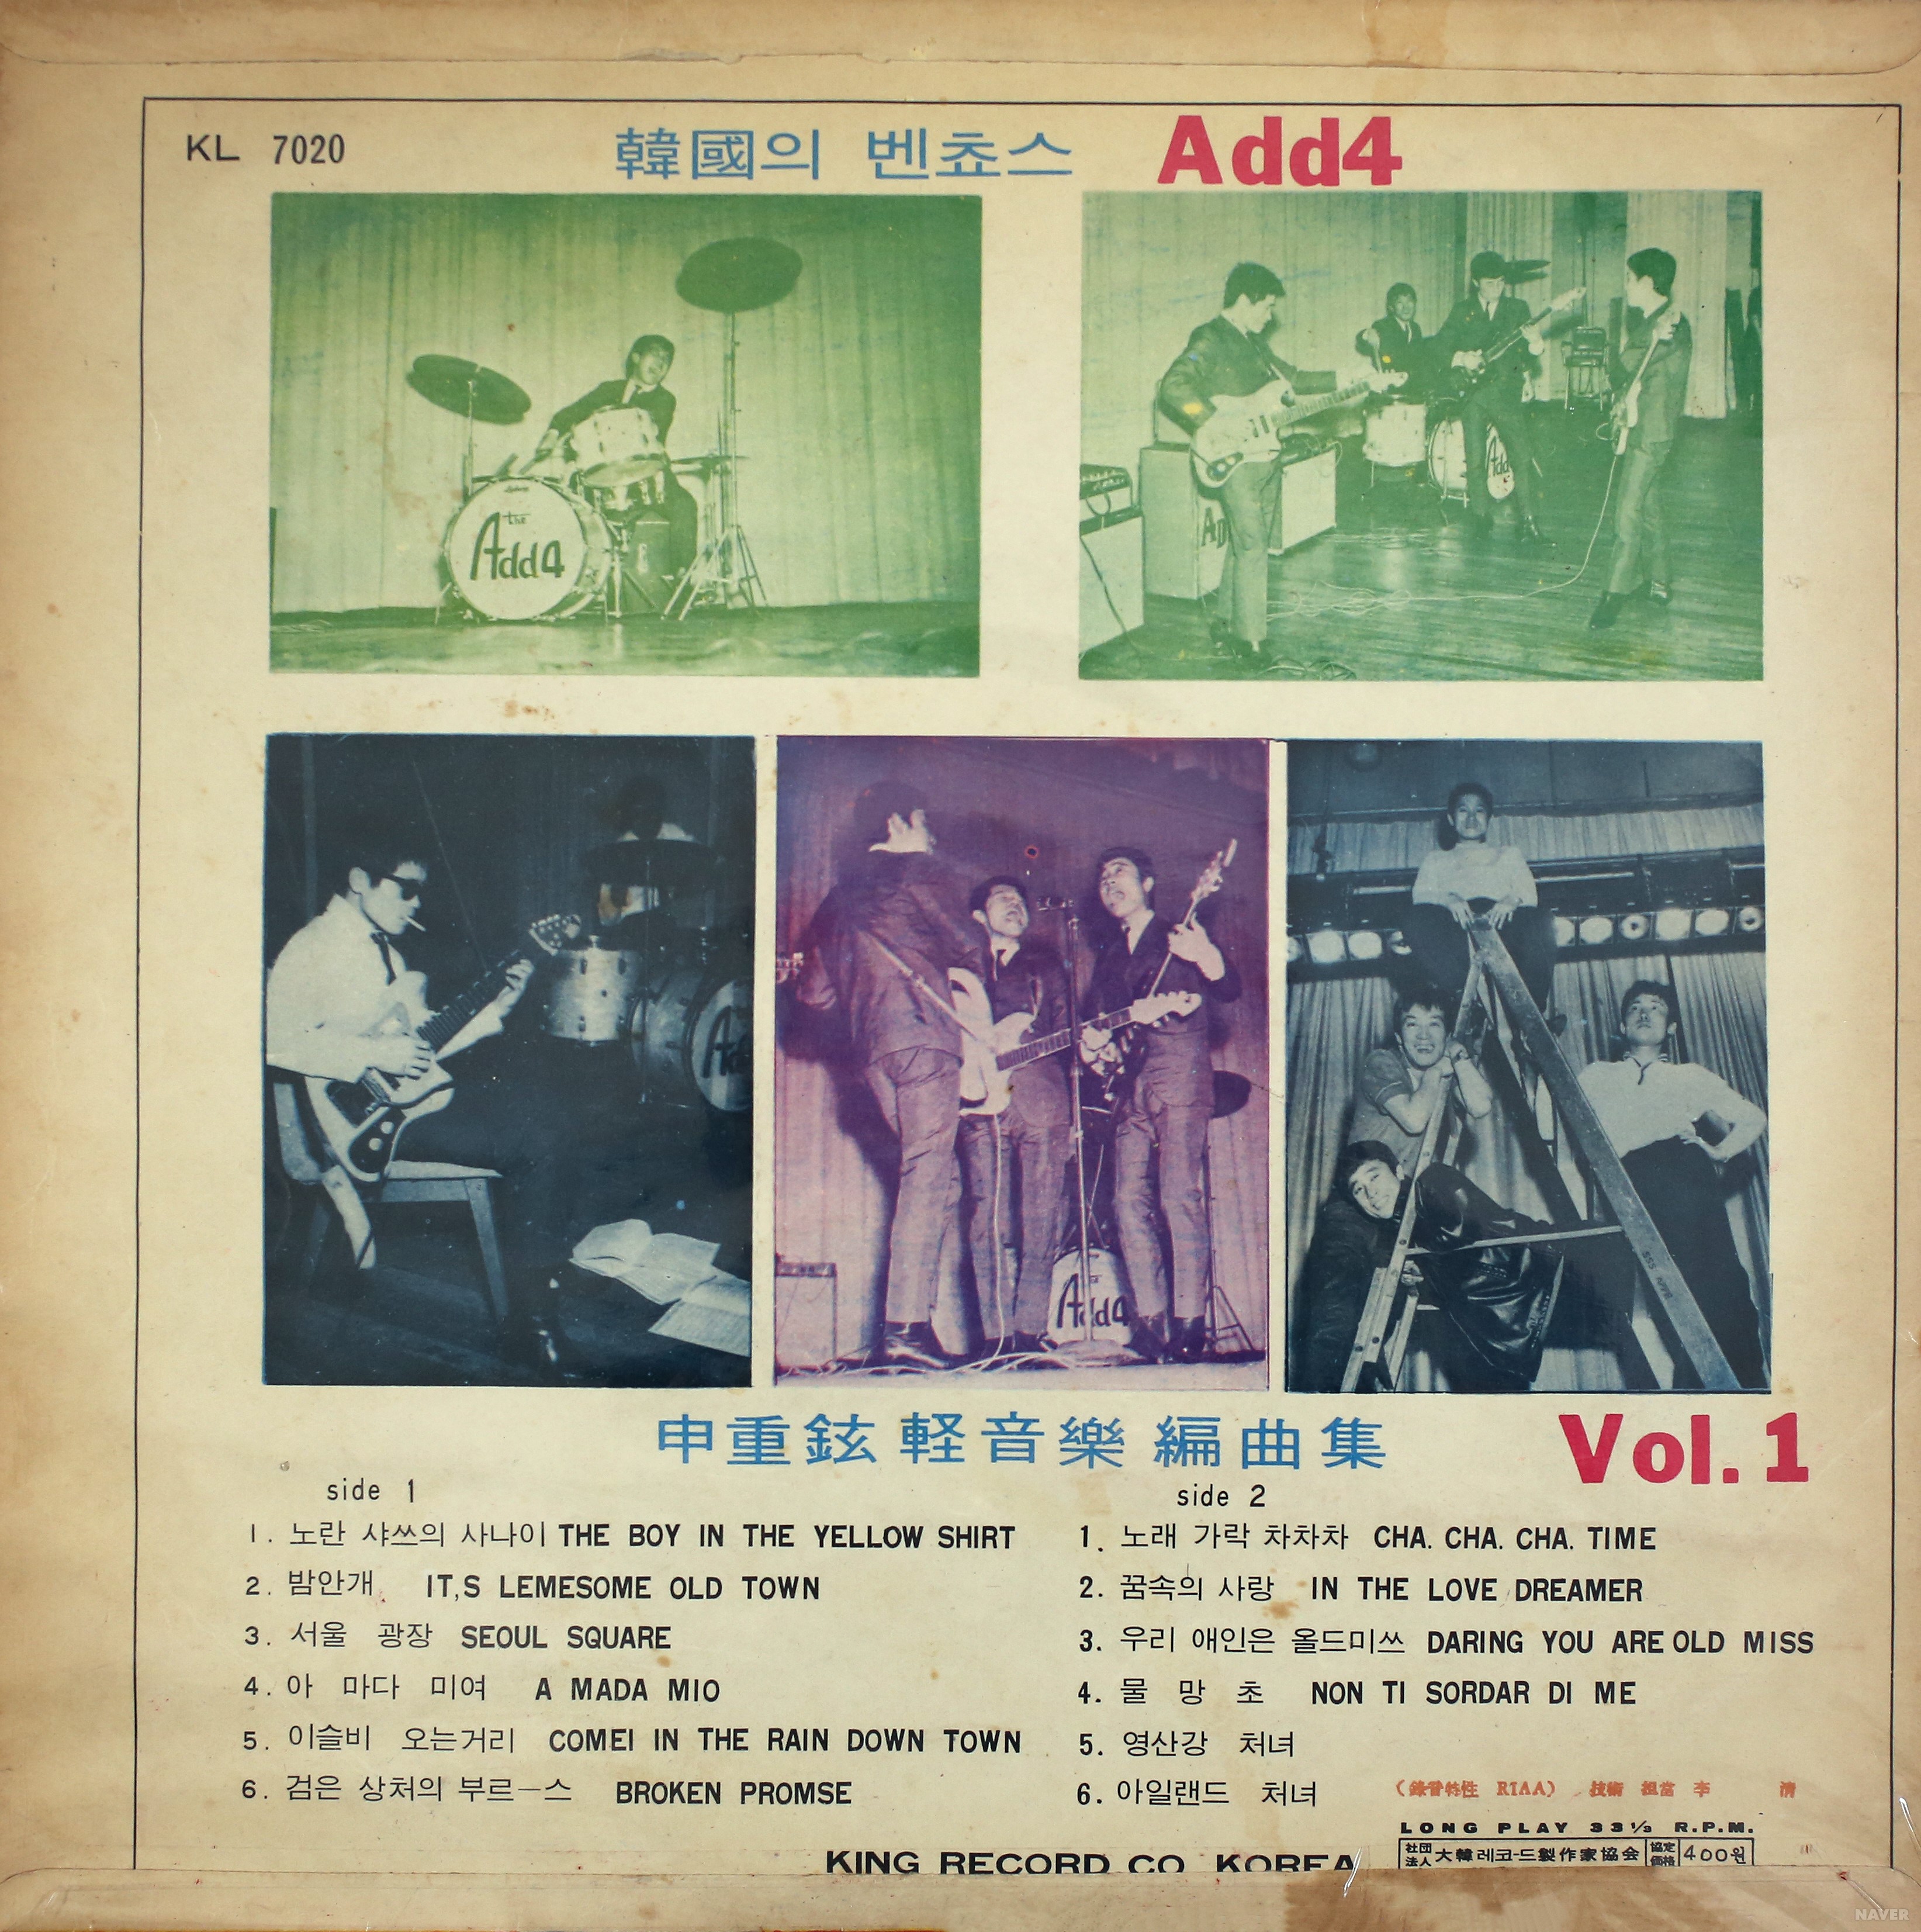 KL 7020
韓國의 벤쵸스 Add4
the
Add4
Add
AD
Add4
申重鉉 軽音樂 編曲集 Vol.1
side 1
1. 노란 샤쓰의 사나이 THE BOY IN THE YELLOW SHIRT
2. 밤안개 IT,S LEMESOME OLD TOWN
3. 서울 광장 SEOUL SQUARE
4. 아 마다 미여 A MADA MIO
5. 이슬비 오는거리 COMEI IN THE RAIN DOWN TOWN
6. 검은 상처의 부르—스 BROKEN PROMSE
side 2
1. 노래 가락 차차차 CHA. CHA. CHA. TIME
2. 꿈속의 사랑 IN THE LOVE DREAMER
3. 우리 애인은 올드미쓰 DARING YOU ARE OLD MISS
4. 물 망 초 NON TI SORDAR DI ME
5. 영산강 처녀
6. 아일랜드 처녀
(錄音特性 RIAA) 技術 担當 李 淸
LONG PLAY 33⅓ R.P.M.
社団法人 大韓レコード製作家協会 協定価格 400원
KING RECORD CO. KOREA
NAVER